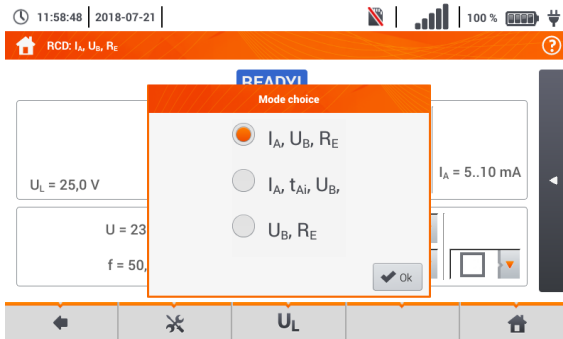 11:58:48 2018-07-21 100 %
RCD: IA, UB, RE ?
READY!
Mode choice
IA, UB, RE
IA, tAi, UB,
UB, RE
Ok
UL = 25,0 V
IA = 5..10 mA
U = 23
f = 50,
UL